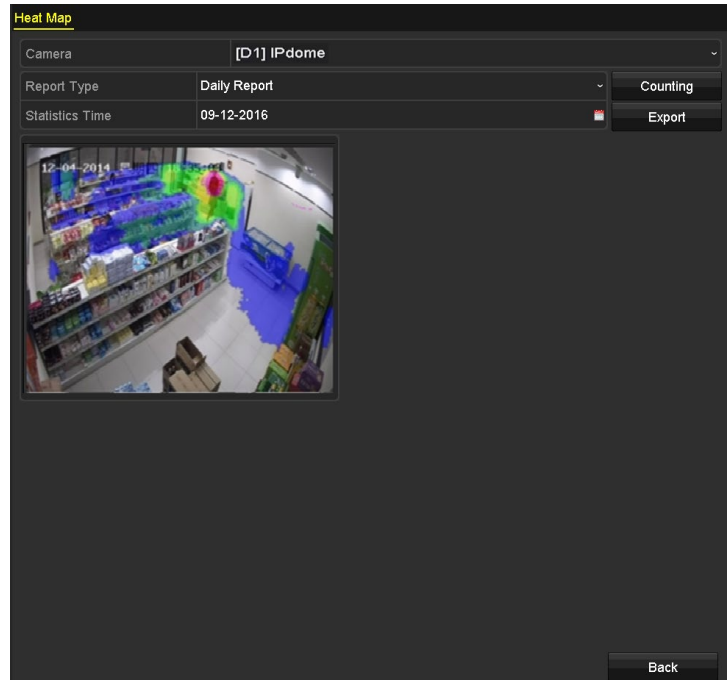 Heat Map
Camera [D1] IPdome
Report Type Daily Report Counting
Statistics Time 09-12-2016 Export
12-04-2014
Back